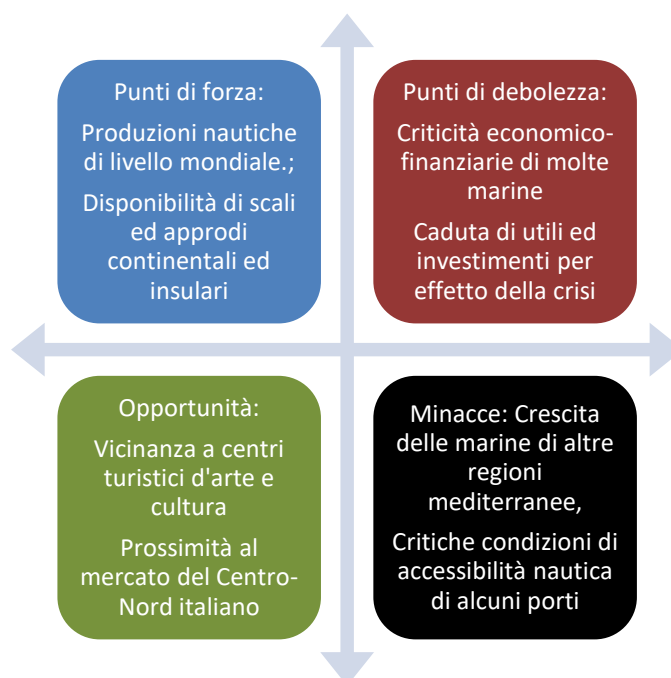 Punti di forza:
Produzioni nautiche
di livello mondiale.;
Disponibilità di scali
ed approdi
continentali ed
insulari
Punti di debolezza:
Criticità economico-
finanziarie di molte
marine
Caduta di utili ed
investimenti per
effetto della crisi
Opportunità:
Vicinanza a centri
turistici d'arte e
cultura
Prossimità al
mercato del Centro-
Nord italiano
Minacce: Crescita
delle marine di altre
regioni
mediterranee,
Critiche condizioni di
accessibilità nautica
di alcuni porti